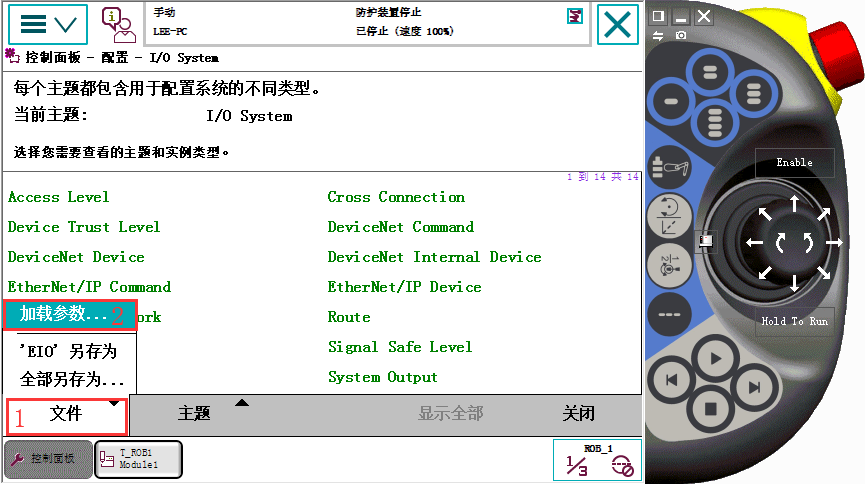 手动
防护装置停止
LEE-PC
已停止 (速度 100%)
控制面板 - 配置 - I/O System
每个主题都包含用于配置系统的不同类型。
当前主题: I/O System
选择您需要查看的主题和实例类型。
1 到 14 共 14
Access Level
Cross Connection
Device Trust Level
DeviceNet Command
DeviceNet Device
DeviceNet Internal Device
EtherNet/IP Command
EtherNet/IP Device
加载参数... 2
ork
Route
'EIO' 另存为
Signal Safe Level
全部另存为...
System Output
1 文件
主题
显示全部
关闭
控制面板
T_ROB1
Module1
ROB_1
1/3
Enable
Hold To Run